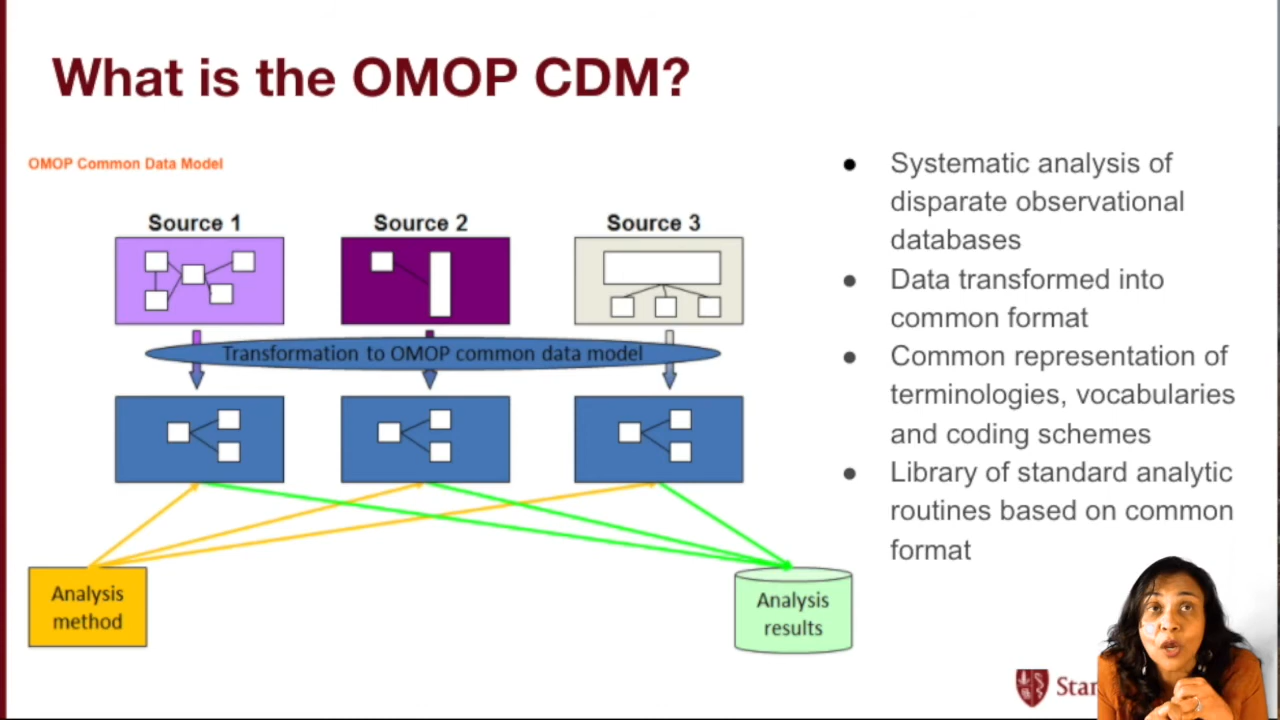 What is the OMOP CDM?
OMOP Common Data Model
Source 1
Source 2
Source 3
Transformation to OMOP common data model
Analysis
method
Analysis
results
● Systematic analysis of
disparate observational
databases
● Data transformed into
common format
● Common representation of
terminologies, vocabularies
and coding schemes
● Library of standard analytic
routines based on common
format